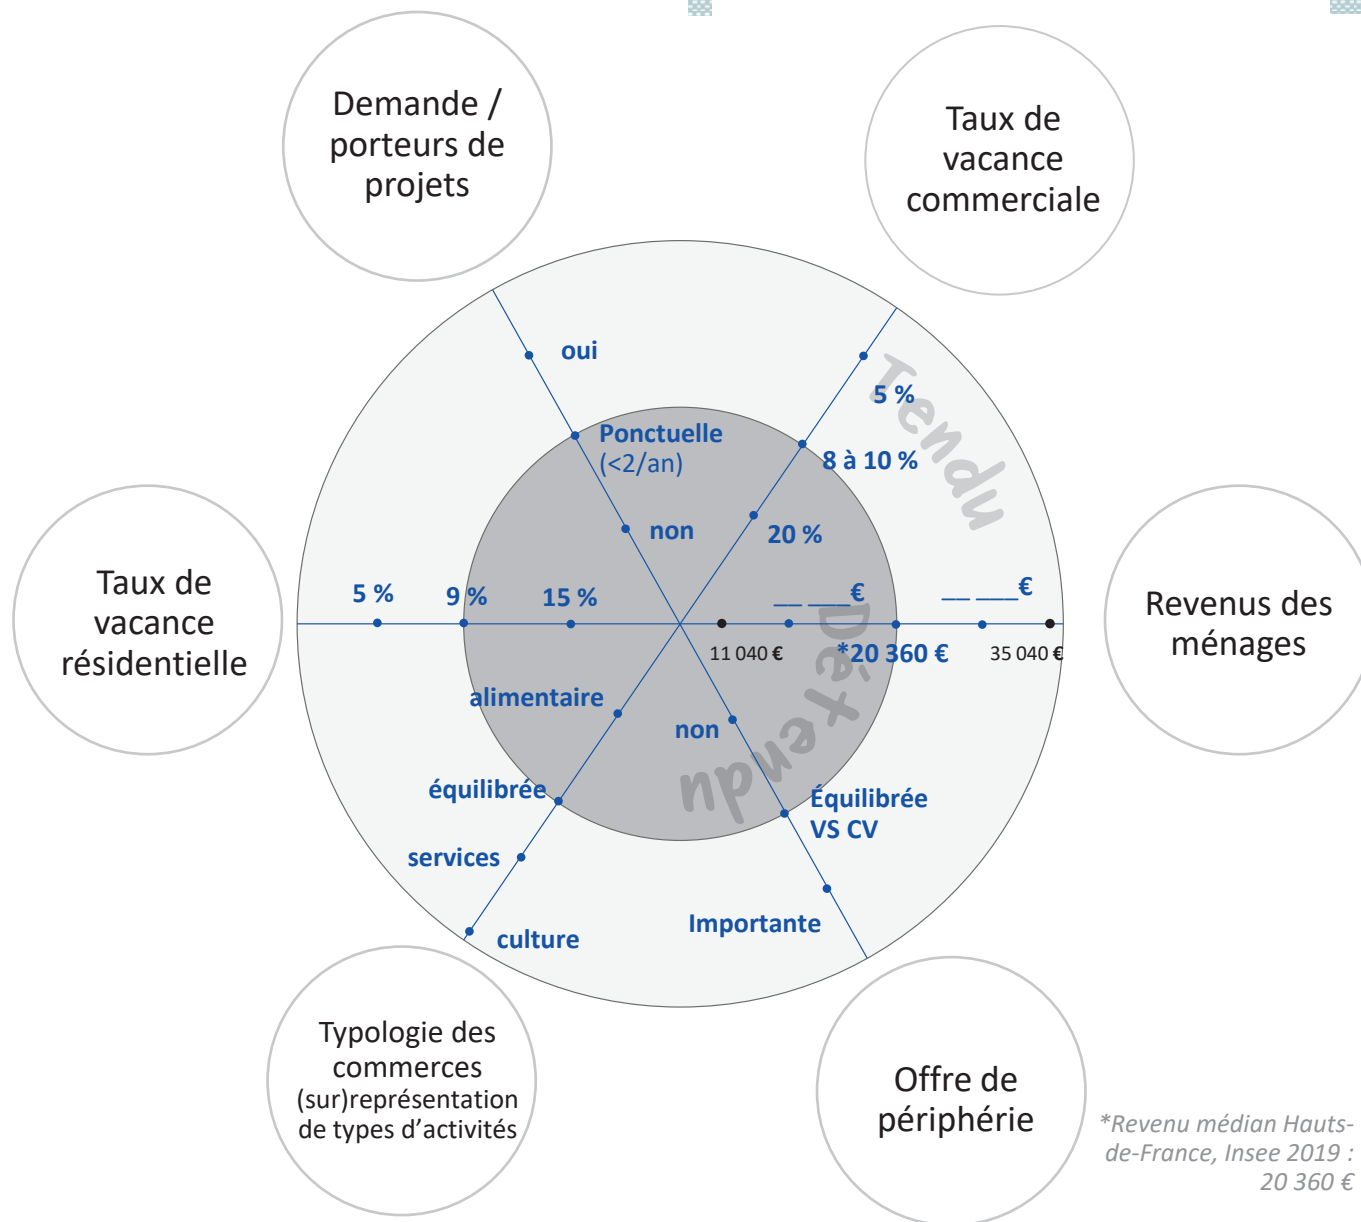 Demande /
porteurs de
projets
Taux de
vacance
commerciale
oui
5 %
Tendu
Ponctuelle
(<2/an)
8 à 10 %
non
20 %
Taux de
vacance
résidentielle
5 %
9 %
15 %
__ ___€
__ ___€
11 040 €
*20 360 €
35 040 €
Revenus des
ménages
Détendu
alimentaire
non
équilibrée
Équilibrée
VS CV
services
Importante
culture
Typologie des
commerces
(sur)représentation
de types d’activités
Offre de
périphérie
*Revenu médian Hauts-
de-France, Insee 2019 :
20 360 €